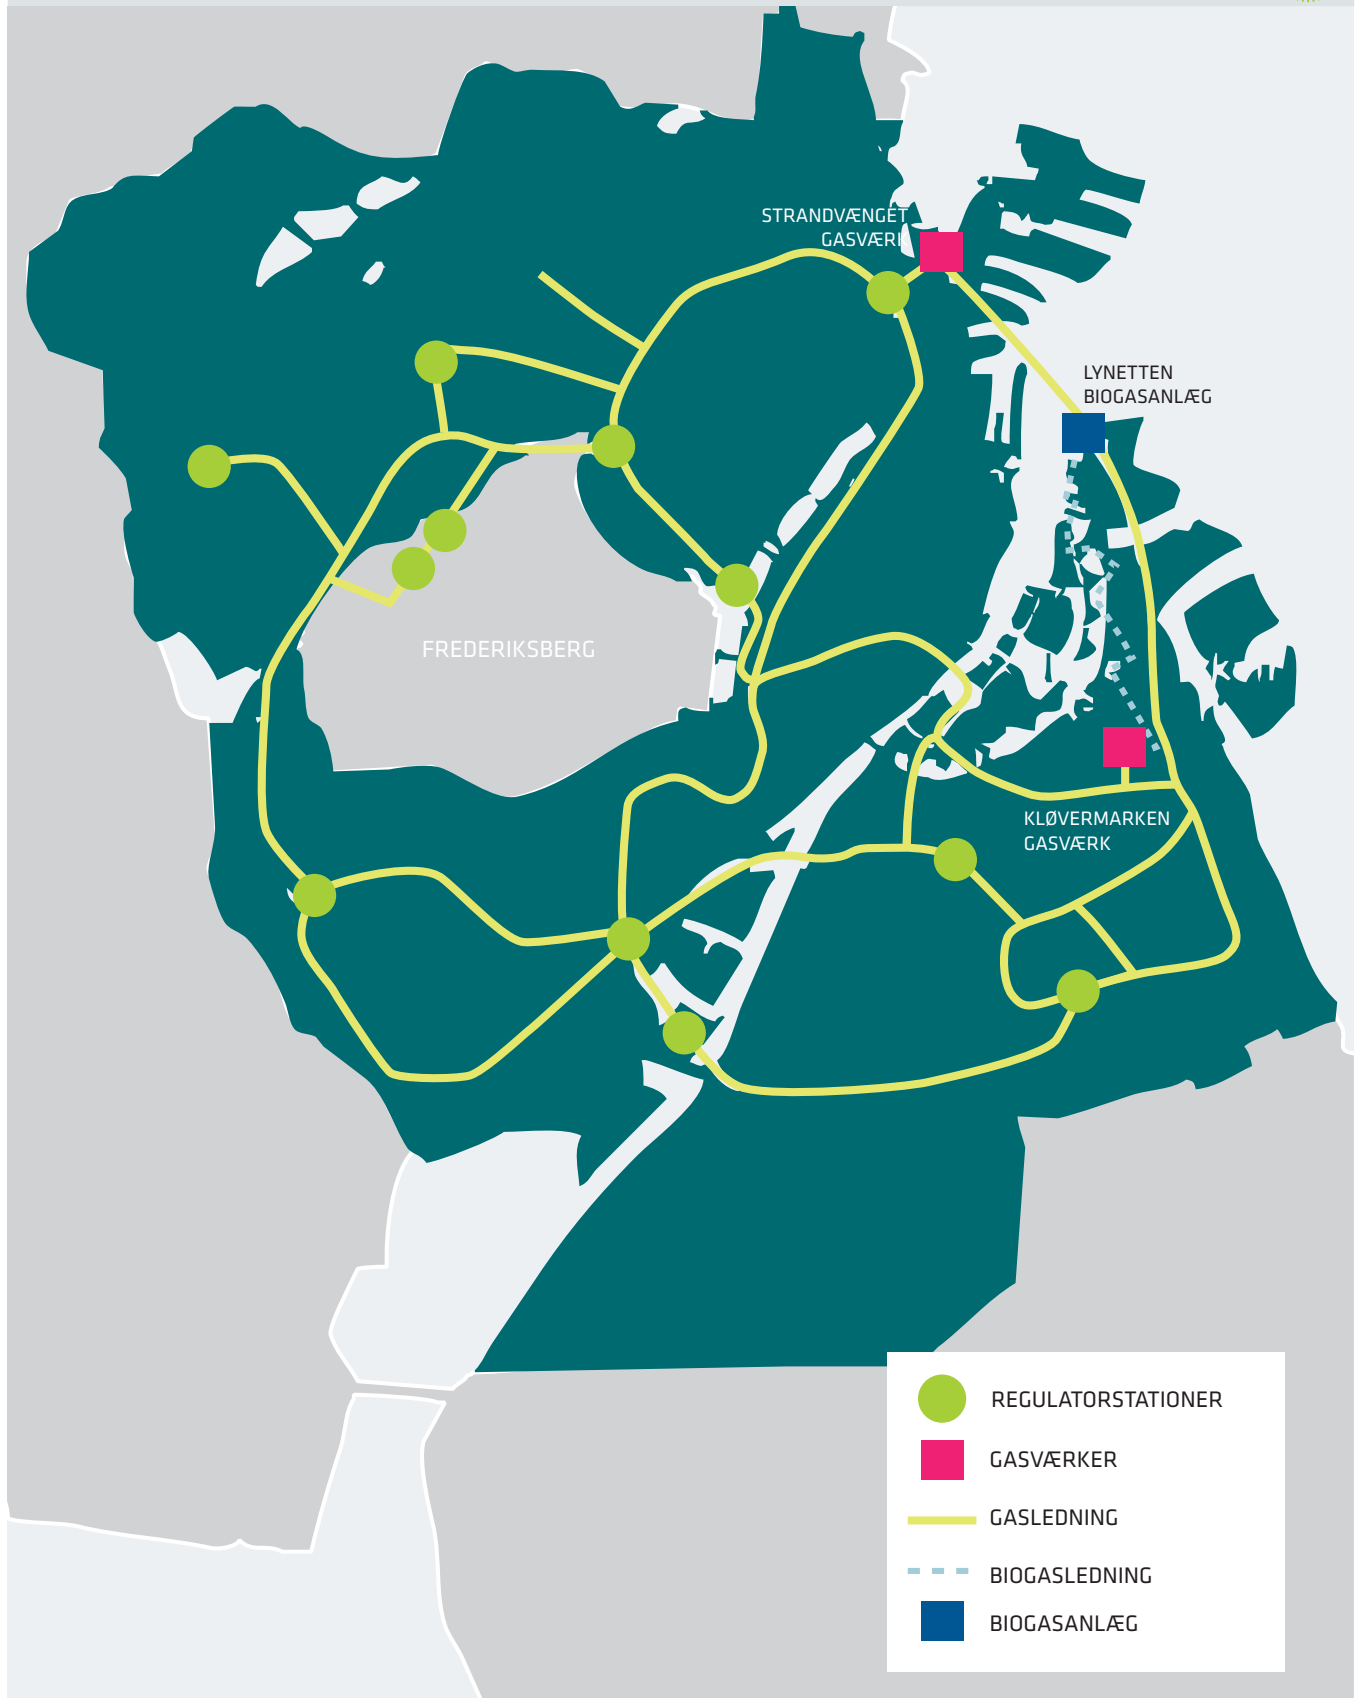 STRANDVÆNGET
GASVÆRK
LYNETTEN
BIOGASANLÆG
FREDERIKSBERG
KLØVERMARKEN
GASVÆRK
REGULATORSTATIONER
GASVÆRKER
GASLEDNING
BIOGASLEDNING
BIOGASANLÆG